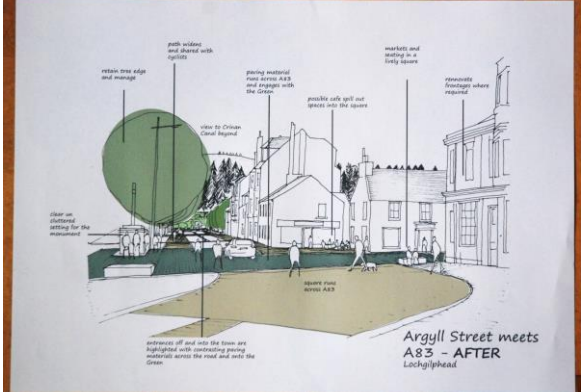 path widens
and shared with
cyclists
markets and
seating in a
lively square
retain tree edge
and manage
paving material
runs across A83
and engages with
the Green
rennovate
frontages where
required
possible cafe spill out
spaces into the square
view to Crinan
Canal beyond
clear un
cluttered
setting for the
monument
square runs
across A83
entrances off and into the town are
highlighted with contrasting paving
materials across the road and onto the
Green
Argyll Street meets
A83 - AFTER
Lochgilphead